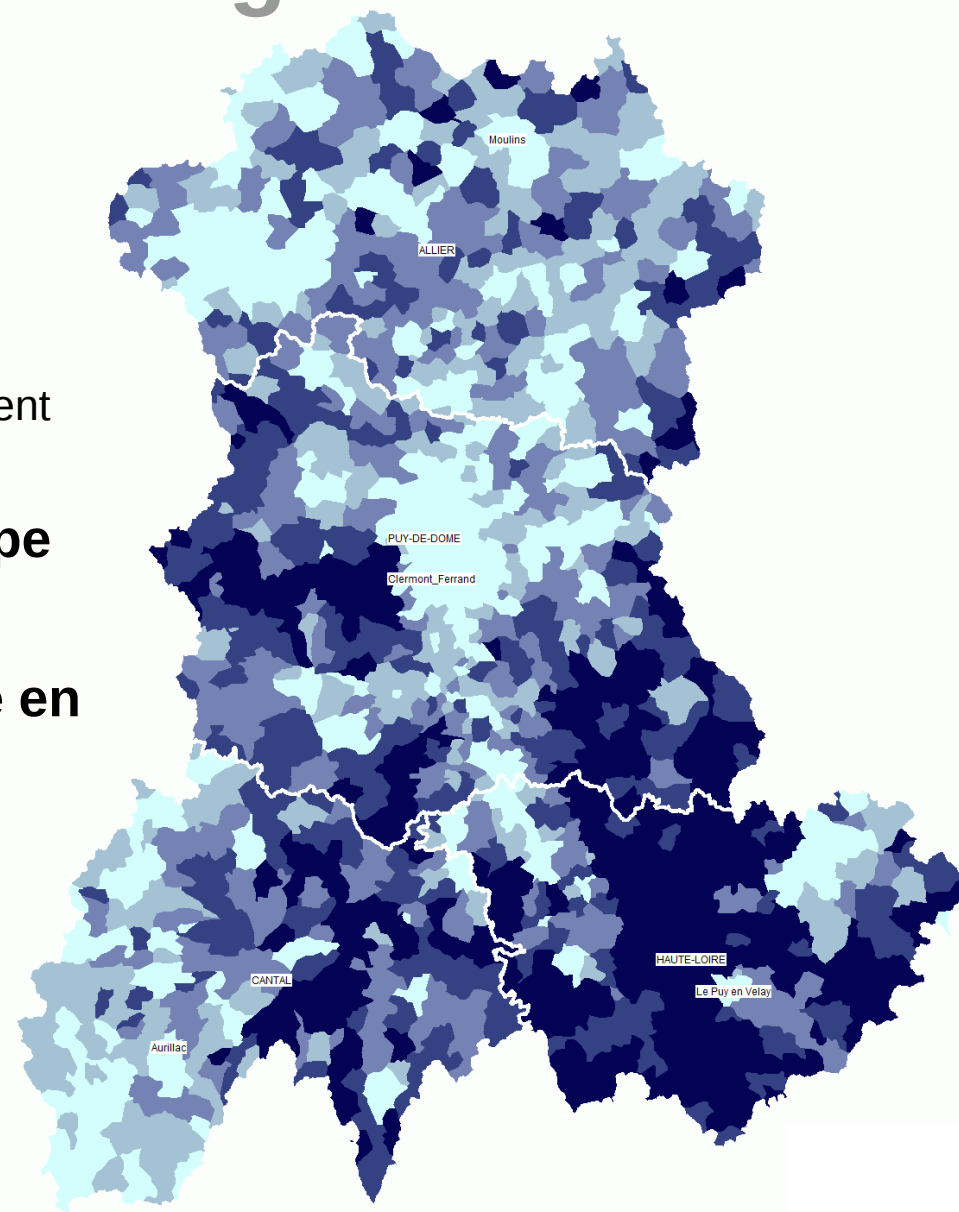 g
Moulins
ALLIER
ent
PUY-DE-DOME
pe
Clermont_Ferrand
e en
HAUTE-LOIRE
CANTAL
Le Puy en Velay
Aurillac